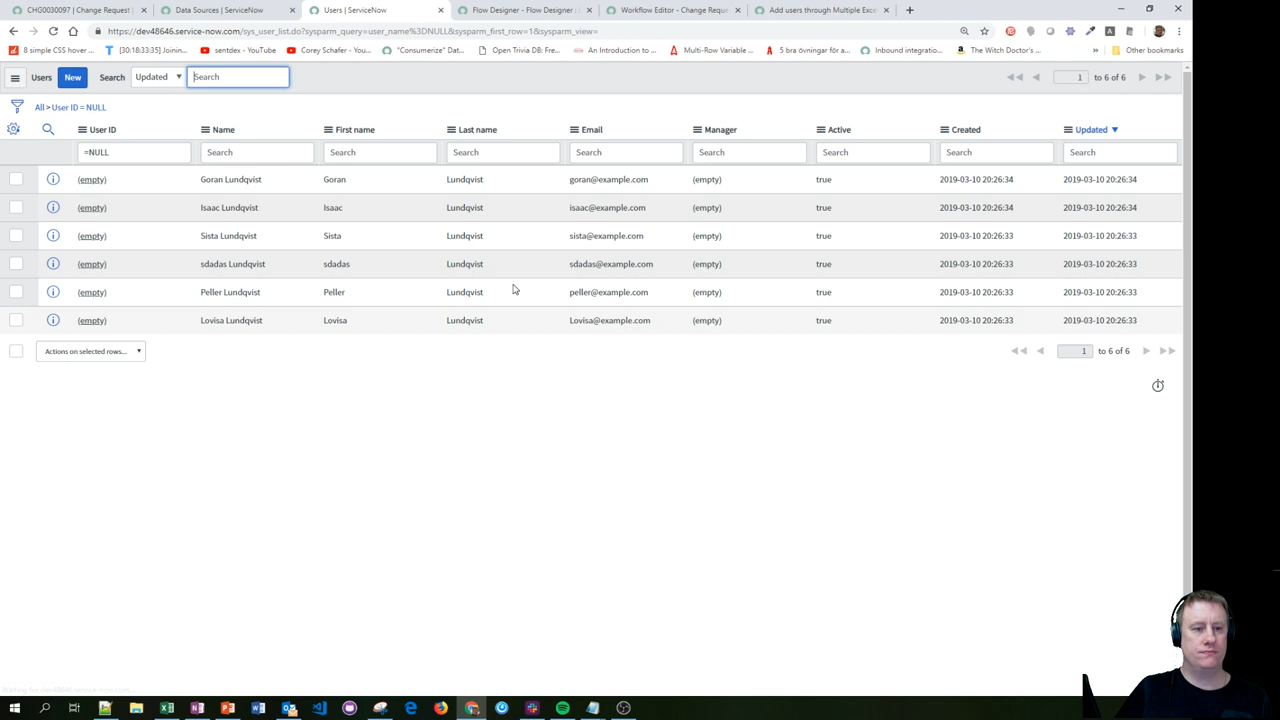 CHG0030097 | Change Request |
Data Sources | ServiceNow
Users | ServiceNow
Flow Designer - Flow Designer |
Workflow Editor - Change Reque
Add users through Multiple Exce
https://dev48646.service-now.com/sys_user_list.do?sysparm_query=user_name%3DNULL&sysparm_first_row=1&sysparm_view=
8 simple CSS hover ...
[30:18:33:35] Joinin...
sentdex - YouTube
Corey Schafer - You...
"Consumerize" Dat...
Open Trivia DB: Fre...
An Introduction to ...
Multi-Row Variable ...
5 bra övningar för a...
Inbound integratio...
The Witch Doctor's ...
»
Other bookmarks
Users
New
Search
Updated
Search
1 to 6 of 6
All > User ID = NULL
User ID Name First name Last name Email Manager Active Created Updated
=NULL Search Search Search Search Search Search Search Search
(empty) Goran Lundqvist Goran Lundqvist goran@example.com (empty) true 2019-03-10 20:26:34 2019-03-10 20:26:34
(empty) Isaac Lundqvist Isaac Lundqvist isaac@example.com (empty) true 2019-03-10 20:26:34 2019-03-10 20:26:34
(empty) Sista Lundqvist Sista Lundqvist sista@example.com (empty) true 2019-03-10 20:26:33 2019-03-10 20:26:33
(empty) sdadas Lundqvist sdadas Lundqvist sdadas@example.com (empty) true 2019-03-10 20:26:33 2019-03-10 20:26:33
(empty) Peller Lundqvist Peller Lundqvist peller@example.com (empty) true 2019-03-10 20:26:33 2019-03-10 20:26:33
(empty) Lovisa Lundqvist Lovisa Lundqvist Lovisa@example.com (empty) true 2019-03-10 20:26:33 2019-03-10 20:26:33
Actions on selected rows...
1 to 6 of 6
Waiting for dev48646.service-now.com...